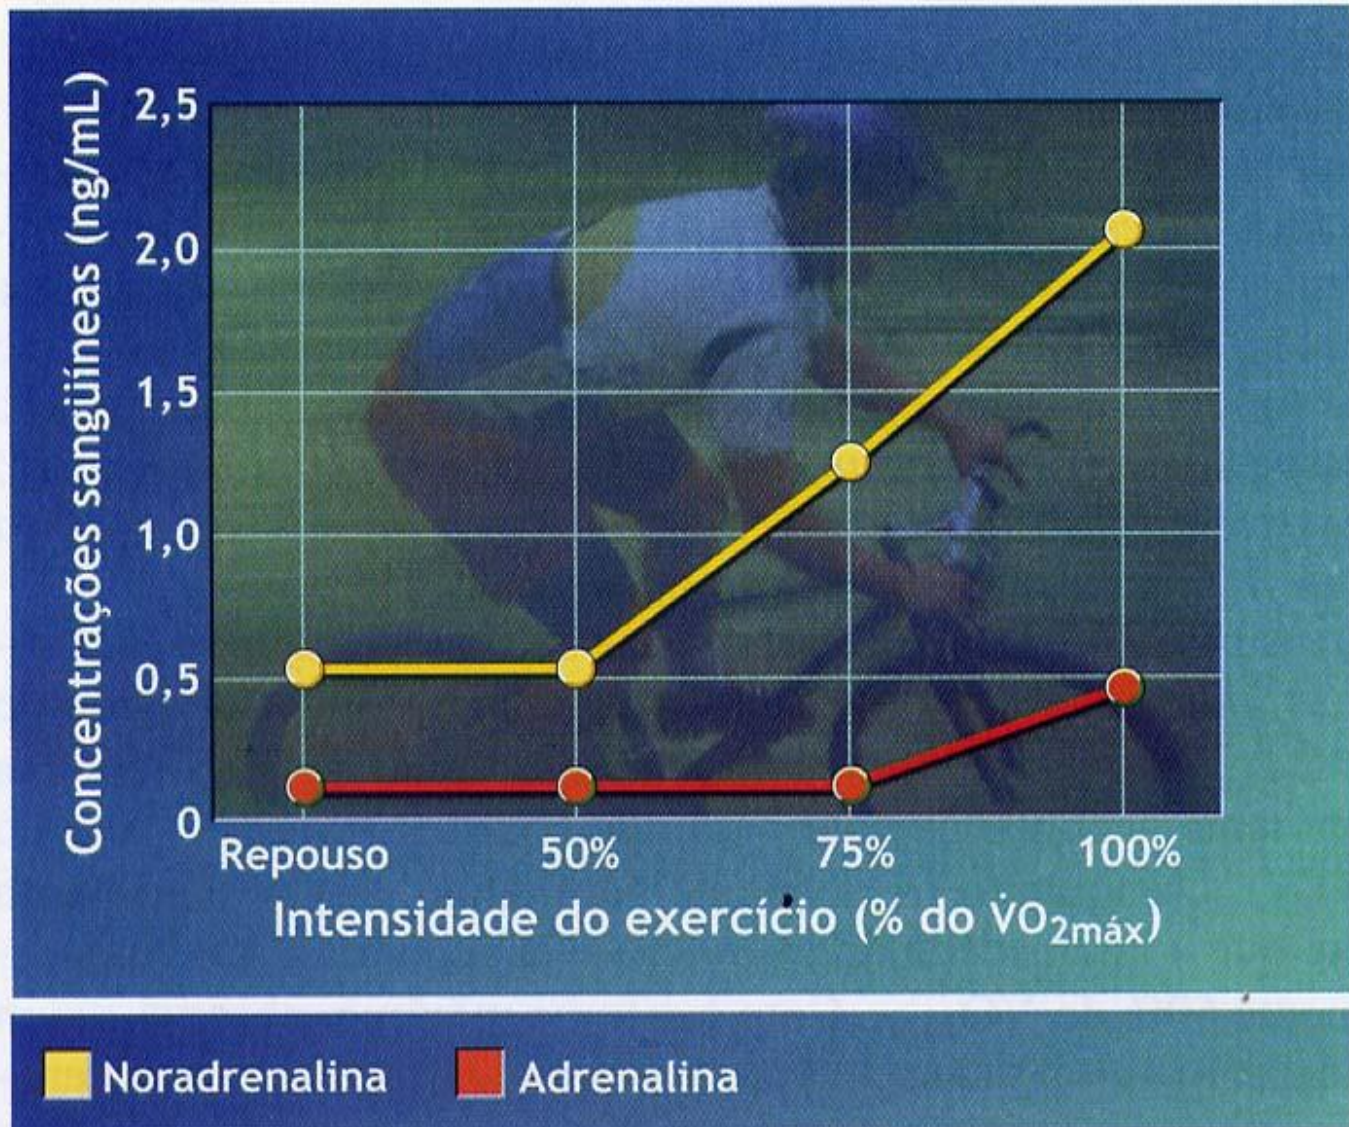 Concentrações sangüíneas (ng/mL)
2,5
2,0
1,5
1,0
0,5
0
Repouso 50% 75% 100%
Intensidade do exercício (% do V̇O2máx)
Noradrenalina Adrenalina